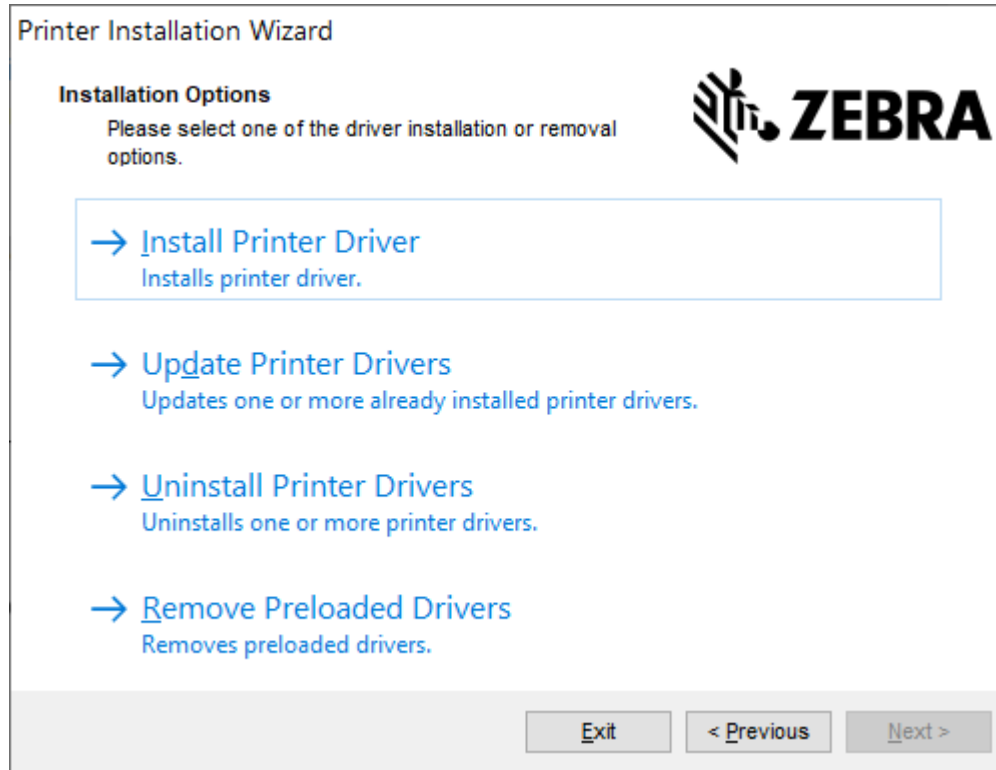 Printer Installation Wizard
Installation Options
Please select one of the driver installation or removal
options.
ZEBRA
Install Printer Driver
Installs printer driver.
Update Printer Drivers
Updates one or more already installed printer drivers.
Uninstall Printer Drivers
Uninstalls one or more printer drivers.
Remove Preloaded Drivers
Removes preloaded drivers.
Exit
< Previous
Next >